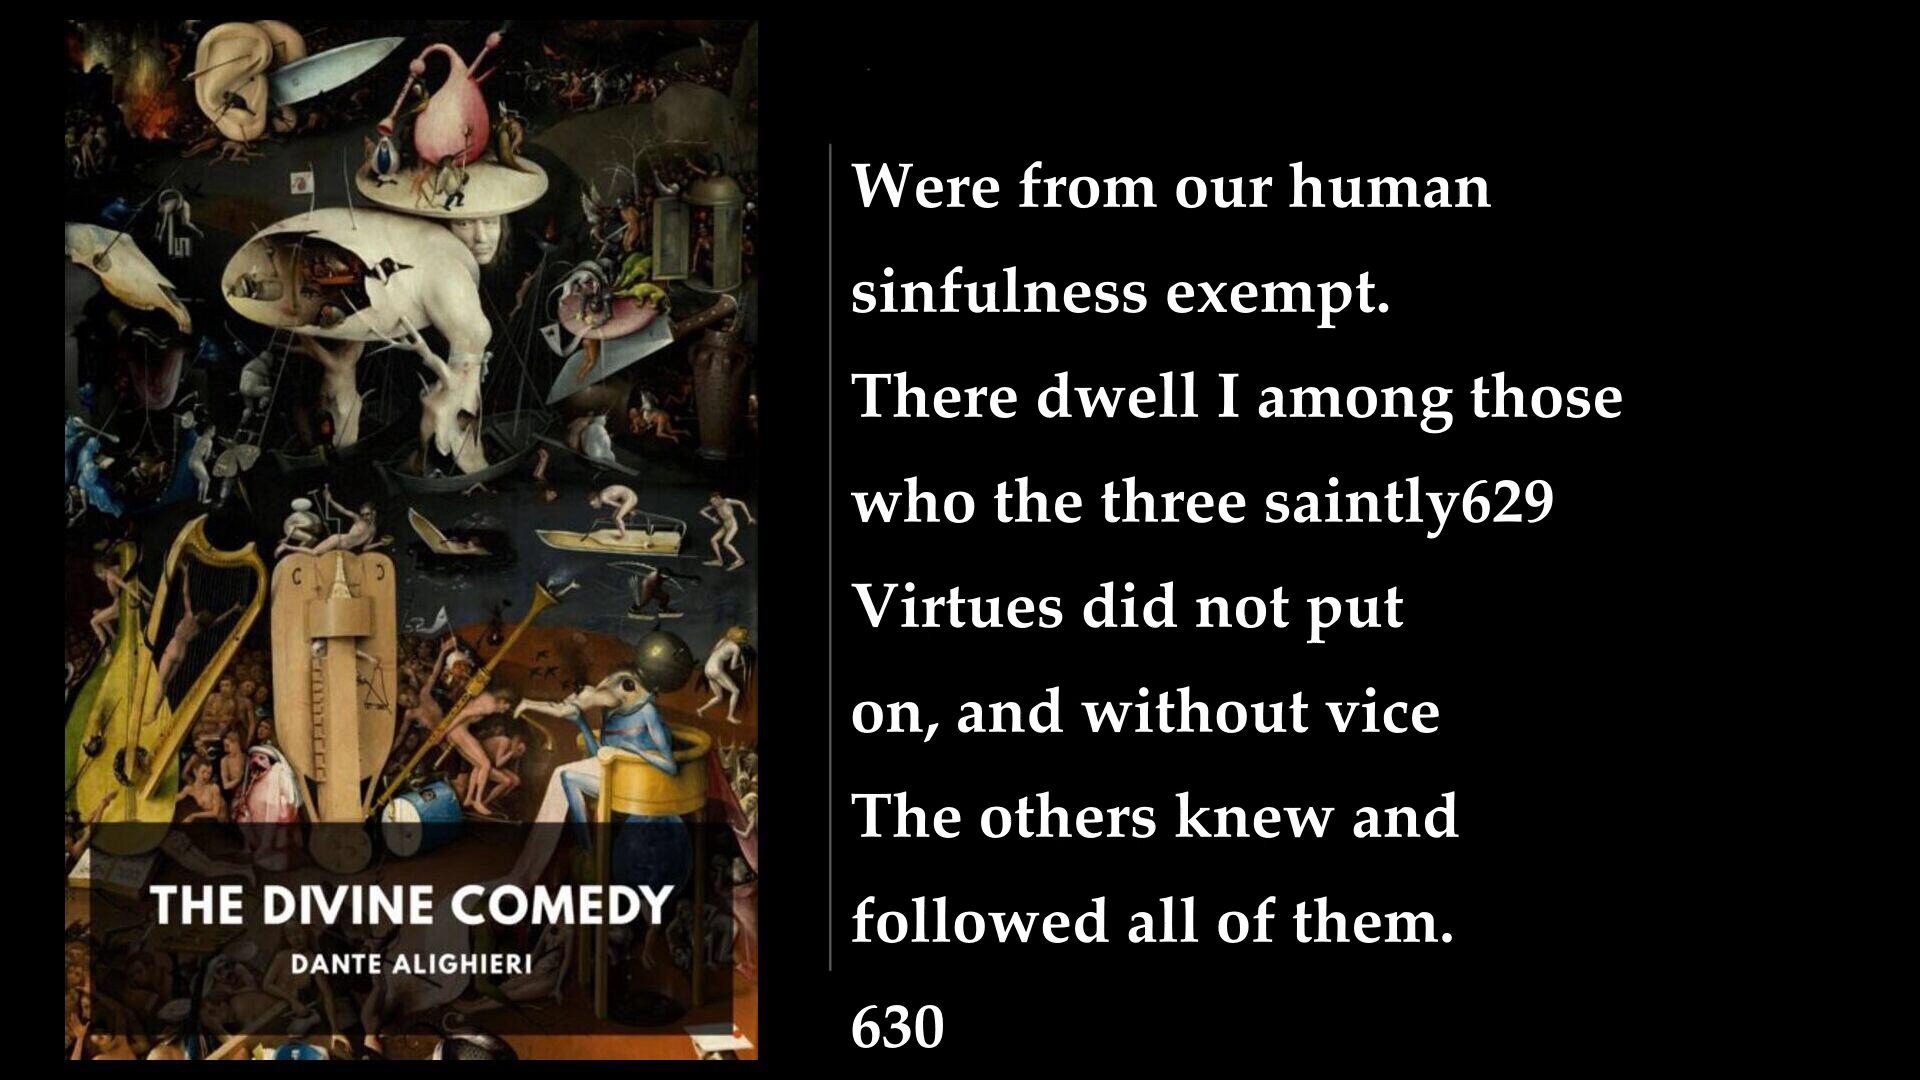 THE DIVINE COMEDY
DANTE ALIGHIERI
Were from our human
sinfulness exempt.
There dwell I among those
who the three saintly629
Virtues did not put
on, and without vice
The others knew and
followed all of them.
630